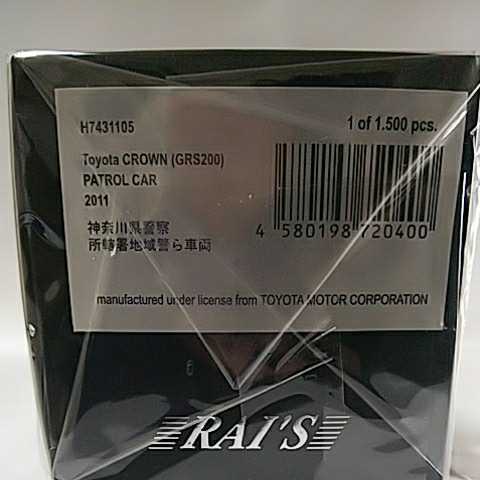 H7431105
1 of 1.500 pcs.
Toyota CROWN (GRS200)
PATROL CAR
2011
神奈川県警察
所轄署地域警ら車両
4 580198 720400
manufactured under license from TOYOTA MOTOR CORPORATION
RAI'S